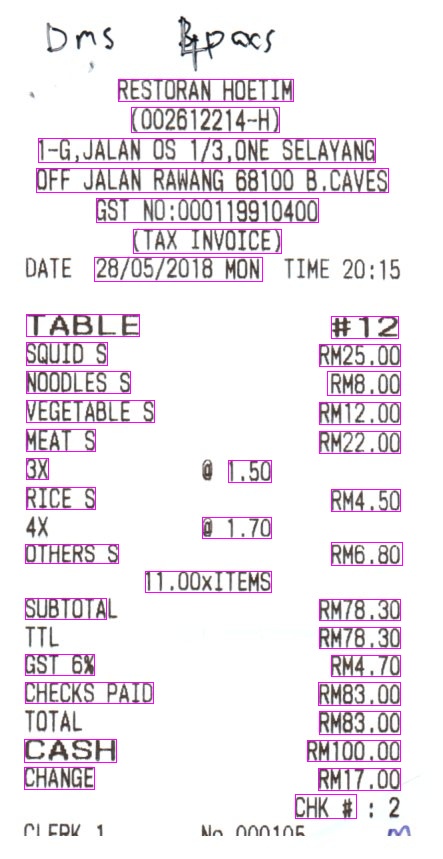 Dms
RESTORAN HOETIM
(002612214-H)
1-G,JALAN OS 1/3,ONE SELAYANG
OFF JALAN RAWANG 68100 B.CAVES
GST NO:000119910400
(TAX INVOICE)
DATE 28/05/2018 MON TIME 20:15
TABLE #12
SQUID S RM25.00
NOODLES S RM8.00
VEGETABLE S RM12.00
MEAT S RM22.00
3X @ 1.50
RICE S RM4.50
4X @ 1.70
OTHERS S RM6.80
11.00xITEMS
SUBTOTAL RM78.30
TTL RM78.30
GST 6% RM4.70
CHECKS PAID RM83.00
TOTAL RM83.00
CASH RM100.00
CHANGE RM17.00
CHK # : 2
CLERK 1 No 000105